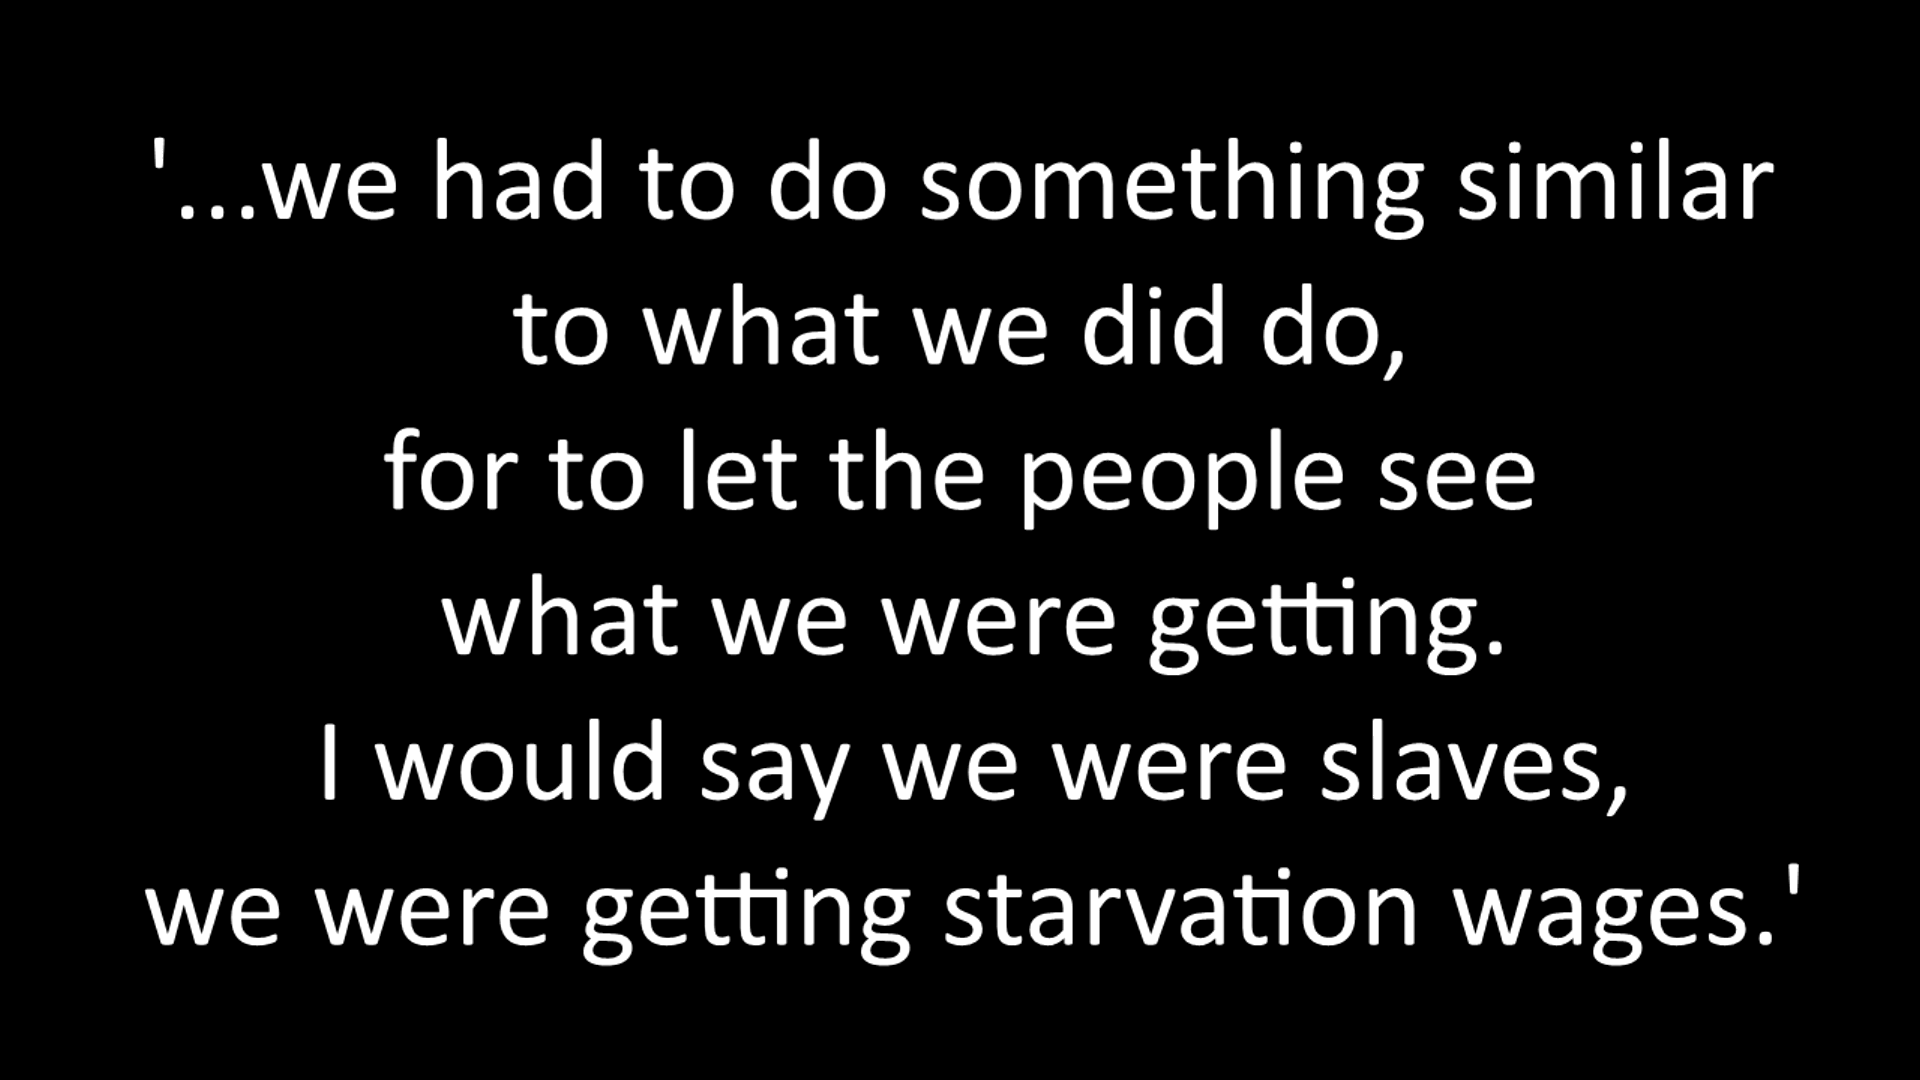 '...we had to do something similar
to what we did do,
for to let the people see
what we were getting.
I would say we were slaves,
we were getting starvation wages.'